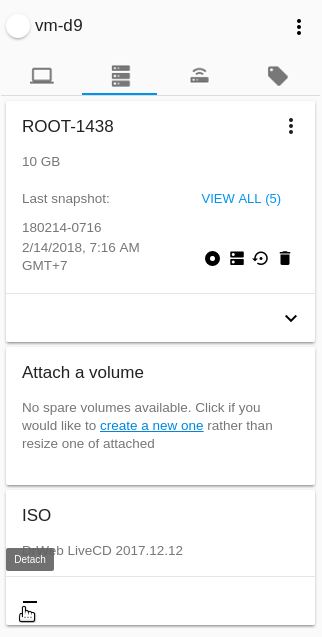 vm-d9
ROOT-1438
10 GB
Last snapshot:
VIEW ALL (5)
180214-0716
2/14/2018, 7:16 AM
GMT+7
Attach a volume
No spare volumes available. Click if you
would like to create a new one rather than
resize one of attached
ISO
DrWeb LiveCD 2017.12.12
Detach